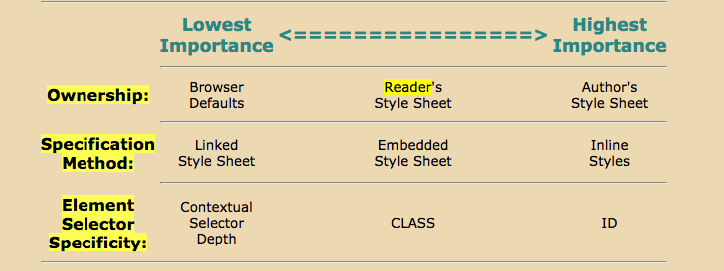 Lowest Importance <================> Highest Importance
Ownership: Browser Defaults Reader's Style Sheet Author's Style Sheet
Specification Method: Linked Style Sheet Embedded Style Sheet Inline Styles
Element Selector Specificity: Contextual Selector Depth CLASS ID